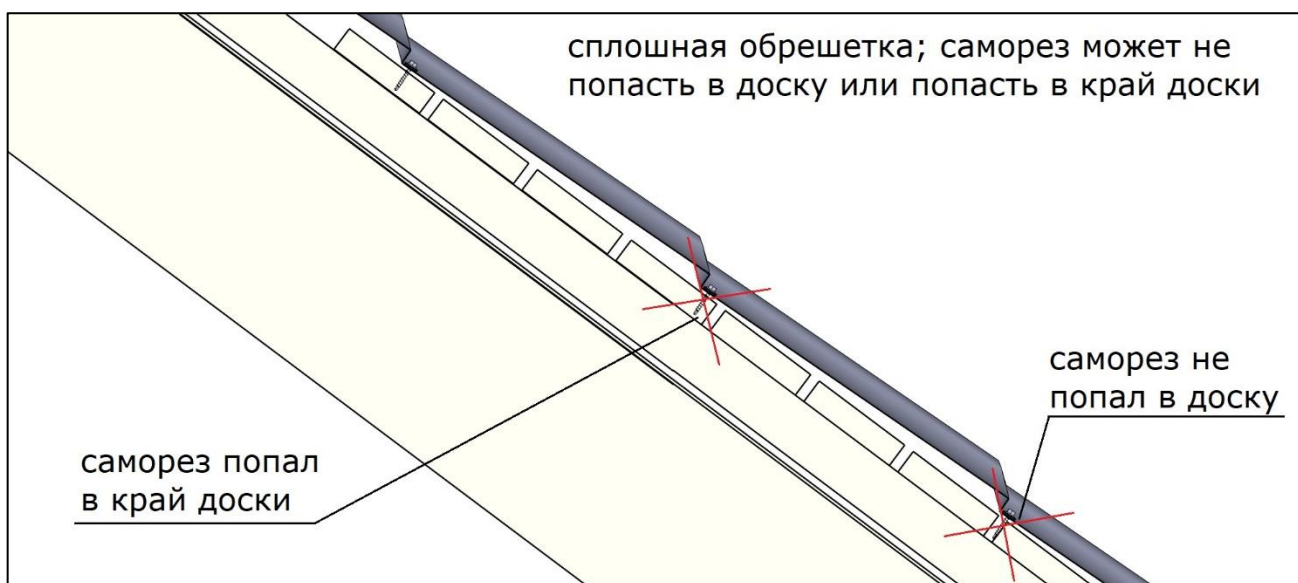 сплошная обрешетка; саморез может не
попасть в доску или попасть в край доски
саморез не
попал в доску
саморез попал
в край доски